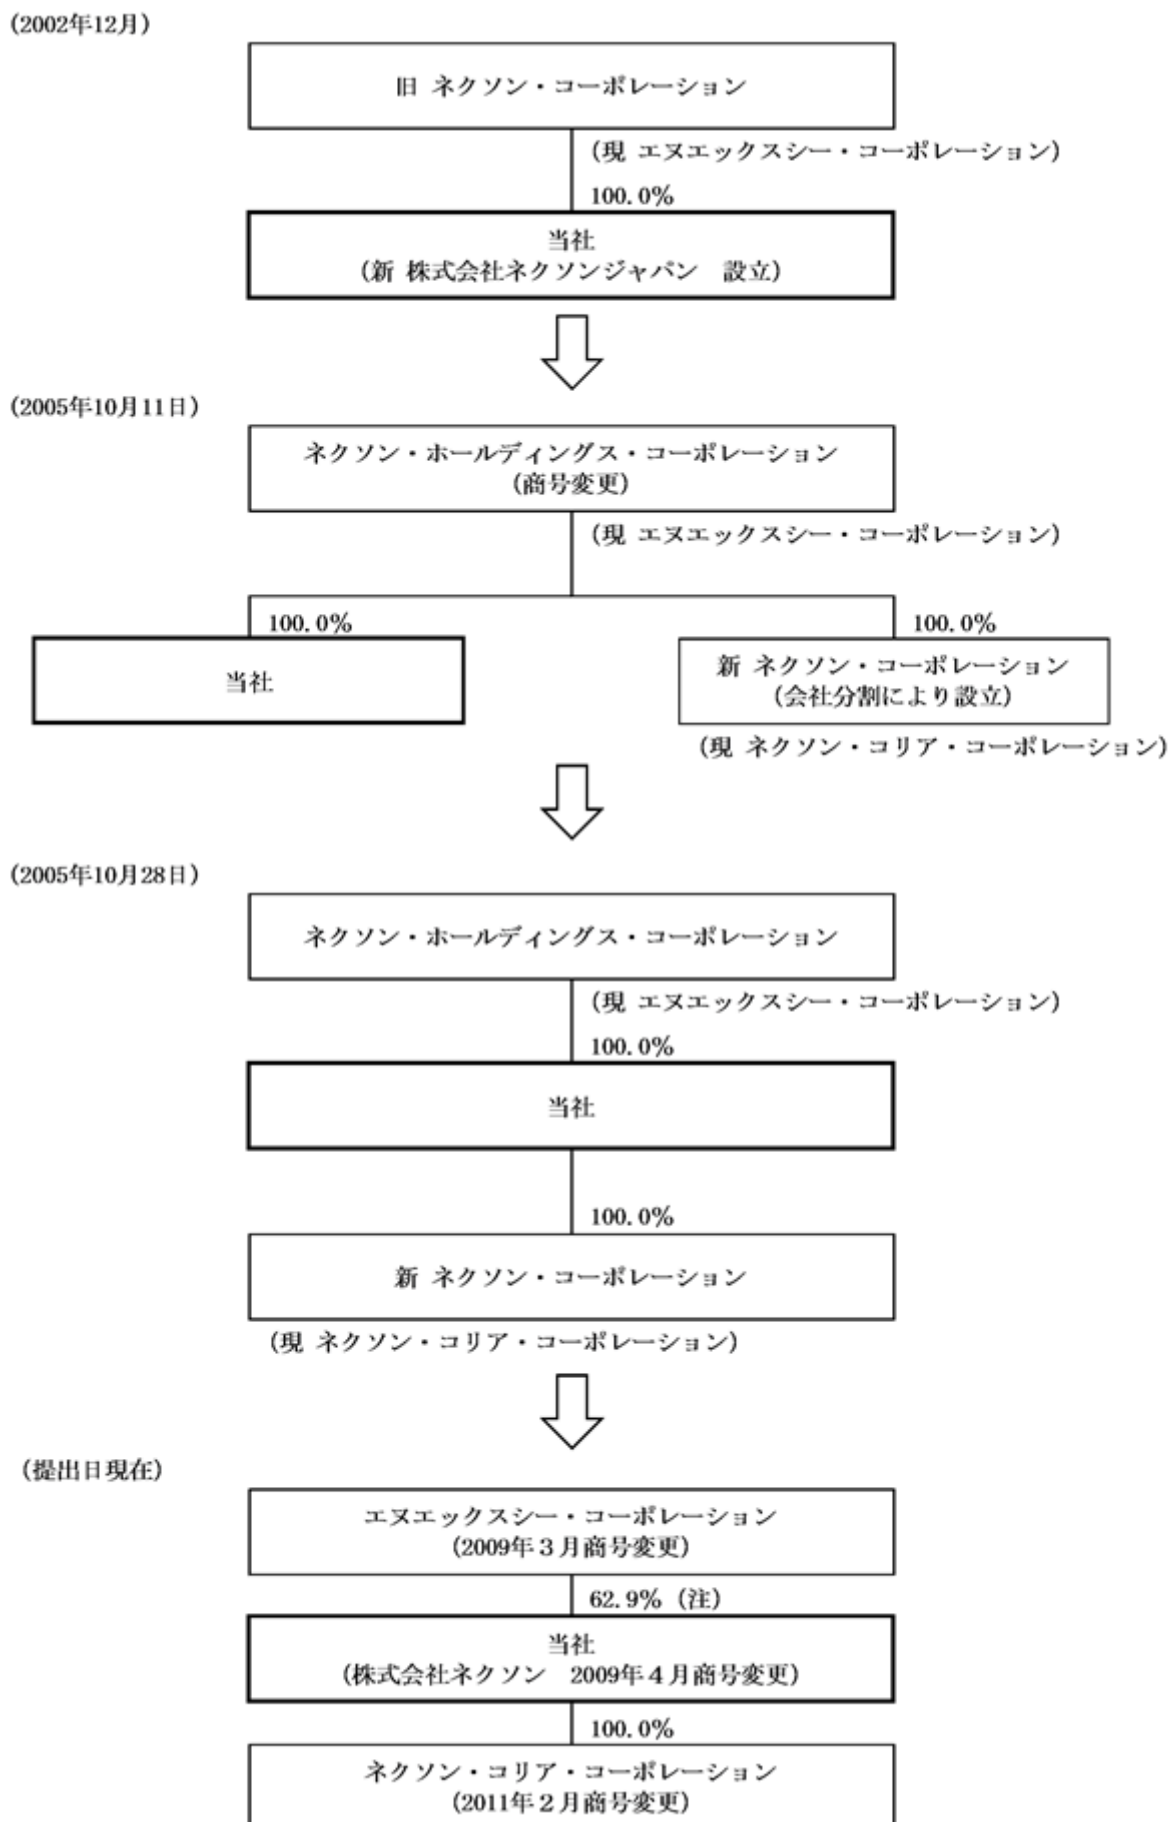 (2002年12月)
旧 ネクソン・コーポレーション
(現 エヌエックスシー・コーポレーション)
100.0%
当社
(新 株式会社ネクソンジャパン　設立)
(2005年10月11日)
ネクソン・ホールディングス・コーポレーション
(商号変更)
(現 エヌエックスシー・コーポレーション)
100.0%
100.0%
当社
新 ネクソン・コーポレーション
(会社分割により設立)
(現 ネクソン・コリア・コーポレーション)
(2005年10月28日)
ネクソン・ホールディングス・コーポレーション
(現 エヌエックスシー・コーポレーション)
100.0%
当社
100.0%
新 ネクソン・コーポレーション
(現 ネクソン・コリア・コーポレーション)
(提出日現在)
エヌエックスシー・コーポレーション
(2009年３月商号変更)
62.9% (注)
当社
(株式会社ネクソン　2009年４月商号変更)
100.0%
ネクソン・コリア・コーポレーション
(2011年２月商号変更)